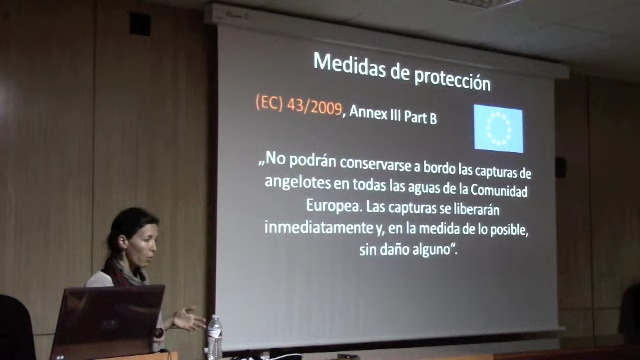 Medidas de protección
(EC) 43/2009, Annex III Part B
„No podrán conservarse a bordo las capturas de
angelotes en todas las aguas de la Comunidad
Europea. Las capturas se liberarán
inmediatamente y, en la medida de lo posible,
sin daño alguno“.